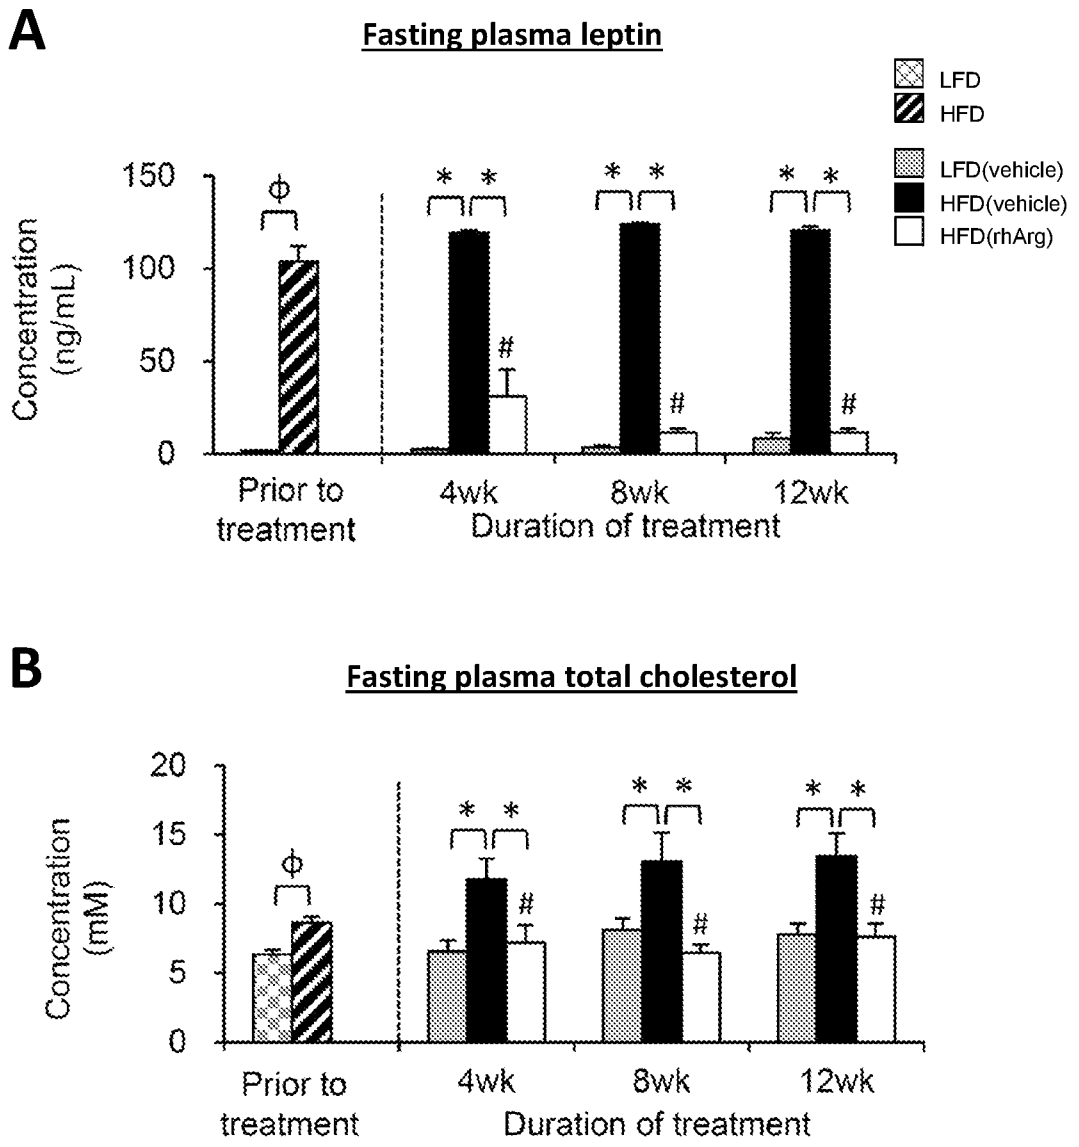 A
Fasting plasma leptin
LFD
HFD
LFD(vehicle)
HFD(vehicle)
HFD(rhArg)
Concentration
(ng/mL)
150
100
50
0
ϕ
* *
* *
* *
#
#
#
Prior to
treatment
4wk
8wk
12wk
Duration of treatment
B
Fasting plasma total cholesterol
Concentration
(mM)
20
15
10
5
0
ϕ
* *
* *
* *
#
#
#
Prior to
treatment
4wk
8wk
12wk
Duration of treatment